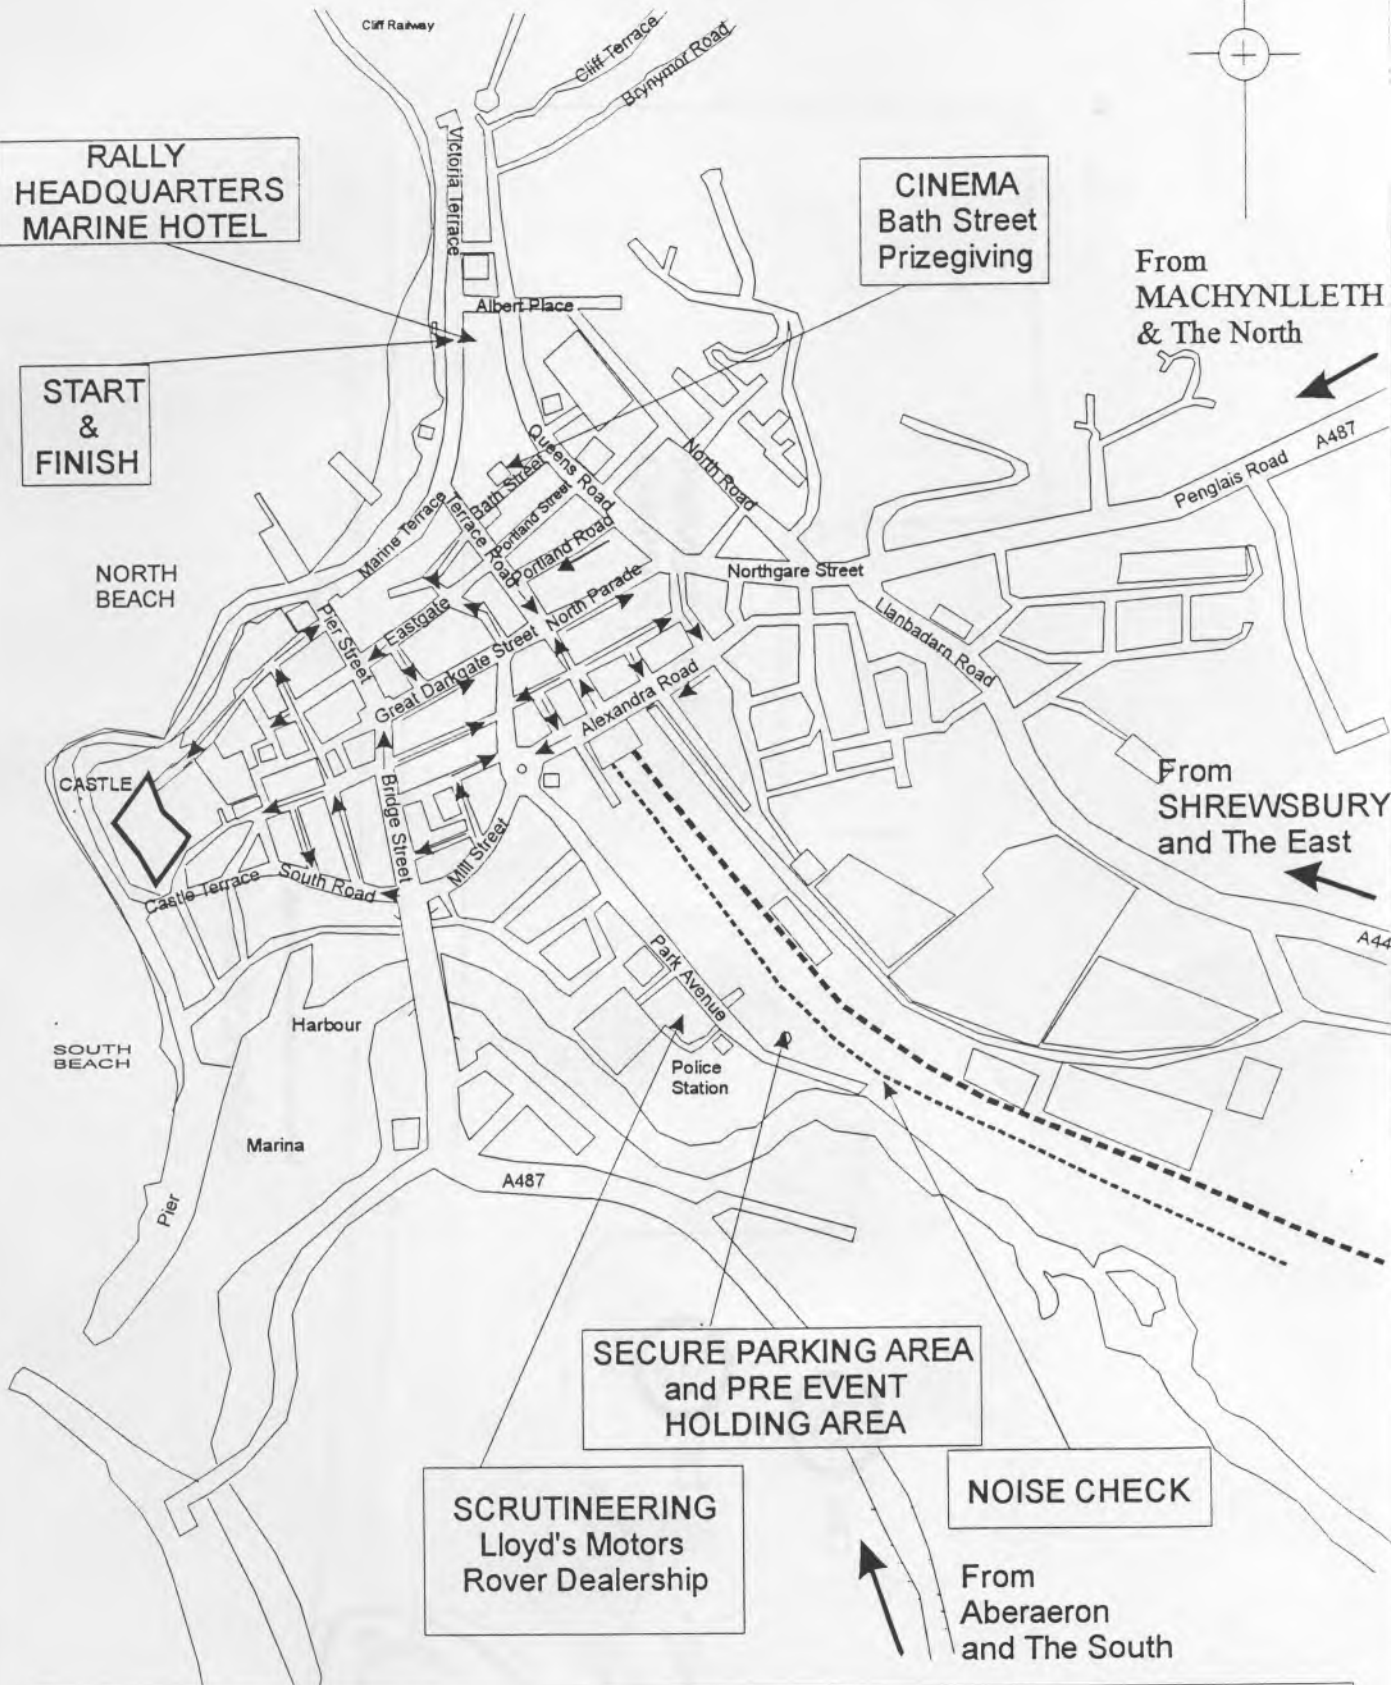 Cliff Railway
Cliff Terrace
Brynymor Road
Victoria Terrace
RALLY
HEADQUARTERS
MARINE HOTEL
CINEMA
Bath Street
Prizegiving
From
MACHYNLLETH
& The North
Albert Place
START
&
FINISH
A487
Penglais Road
Queens Road
North Road
Bath Street
Portland Street
Portland Road
Terrace Road
Marine Terrace
NORTH
BEACH
Northgare Street
Llanbadarn Road
North Parade
Pier Street
Eastgate
Great Darkgate Street
Alexandra Road
CASTLE
Bridge Street
Mill Street
From
SHREWSBURY
and The East
Castle Terrace
South Road
A44
Park Avenue
Harbour
SOUTH
BEACH
Police
Station
Marina
A487
Pier
SECURE PARKING AREA
and PRE EVENT
HOLDING AREA
SCRUTINEERING
Lloyd's Motors
Rover Dealership
NOISE CHECK
From
Aberaeron
and The South